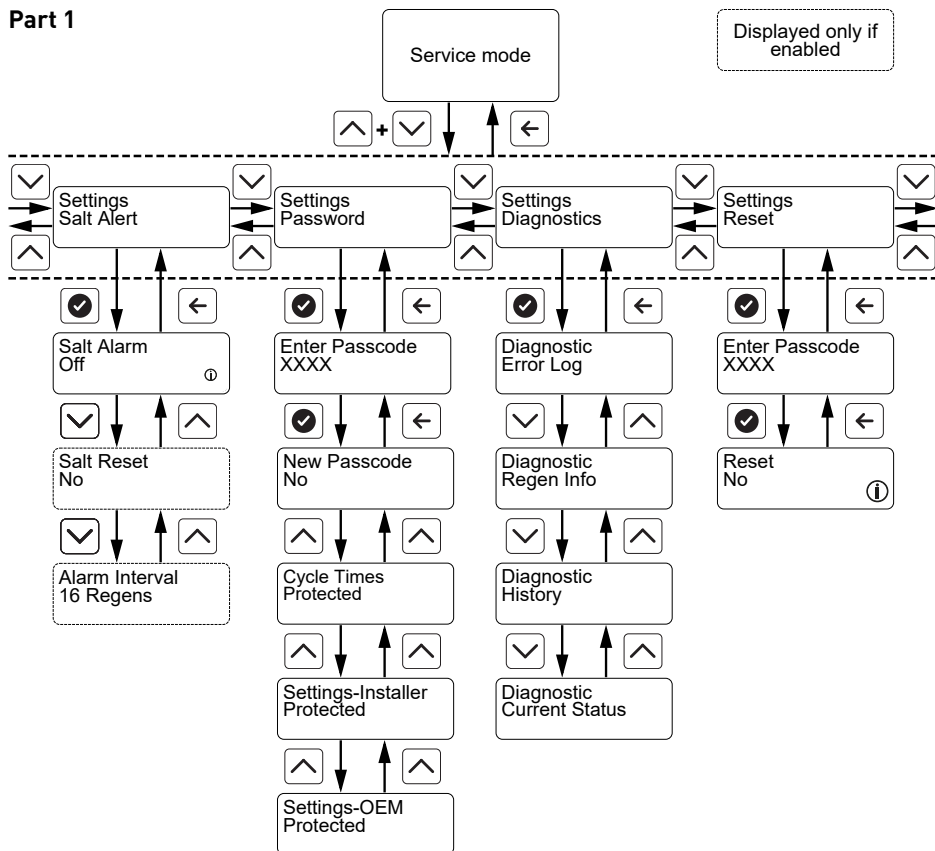 Part 1
Service mode
Displayed only if
enabled
+
Settings
Salt Alert
Settings
Password
Settings
Diagnostics
Settings
Reset
Salt Alarm
Off
Enter Passcode
XXXX
Diagnostic
Error Log
Enter Passcode
XXXX
Salt Reset
No
New Passcode
No
Diagnostic
Regen Info
Reset
No
Alarm Interval
16 Regens
Cycle Times
Protected
Diagnostic
History
Settings-Installer
Protected
Diagnostic
Current Status
Settings-OEM
Protected